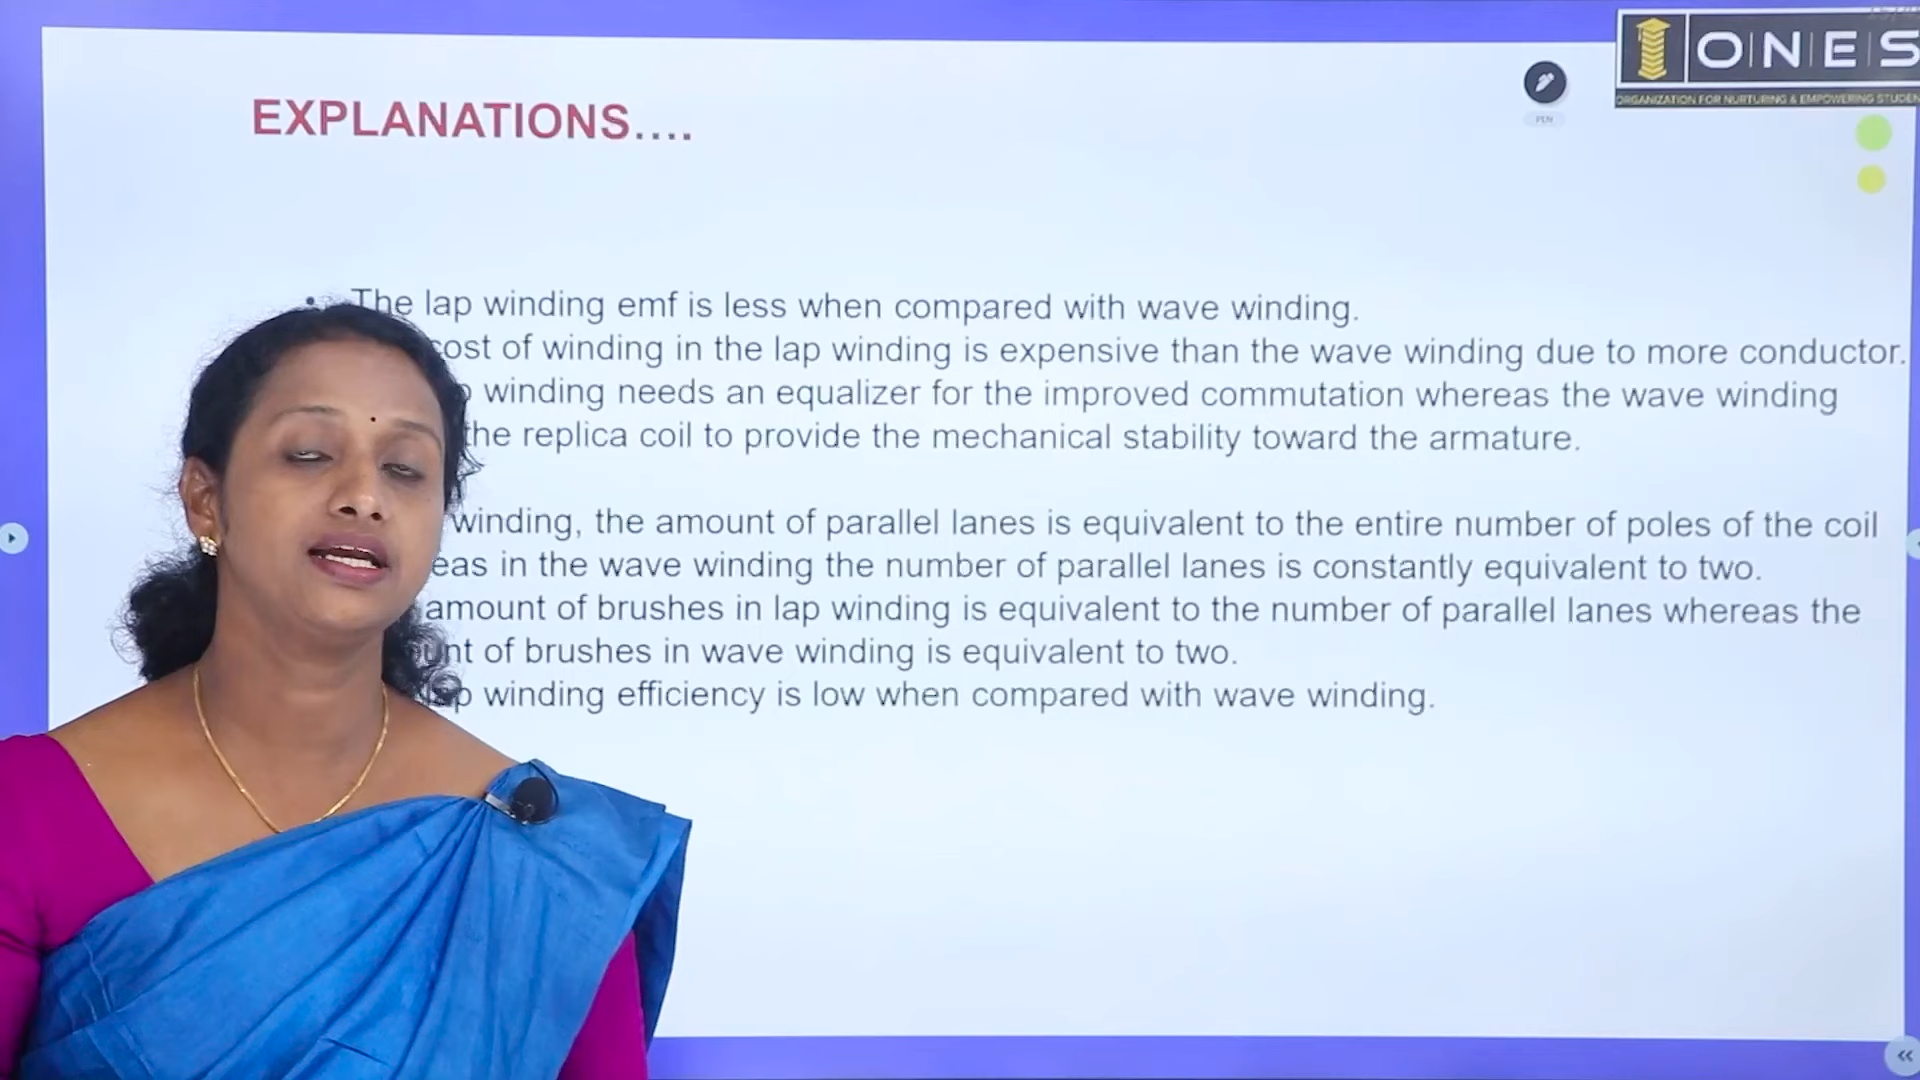 ONES
ORGANIZATION FOR NURTURING & EMPOWERING STUDEN
PEN
EXPLANATIONS....
• The lap winding emf is less when compared with wave winding.
cost of winding in the lap winding is expensive than the wave winding due to more conductor.
winding needs an equalizer for the improved commutation whereas the wave winding
the replica coil to provide the mechanical stability toward the armature.
winding, the amount of parallel lanes is equivalent to the entire number of poles of the coil
eas in the wave winding the number of parallel lanes is constantly equivalent to two.
amount of brushes in lap winding is equivalent to the number of parallel lanes whereas the
unt of brushes in wave winding is equivalent to two.
lap winding efficiency is low when compared with wave winding.